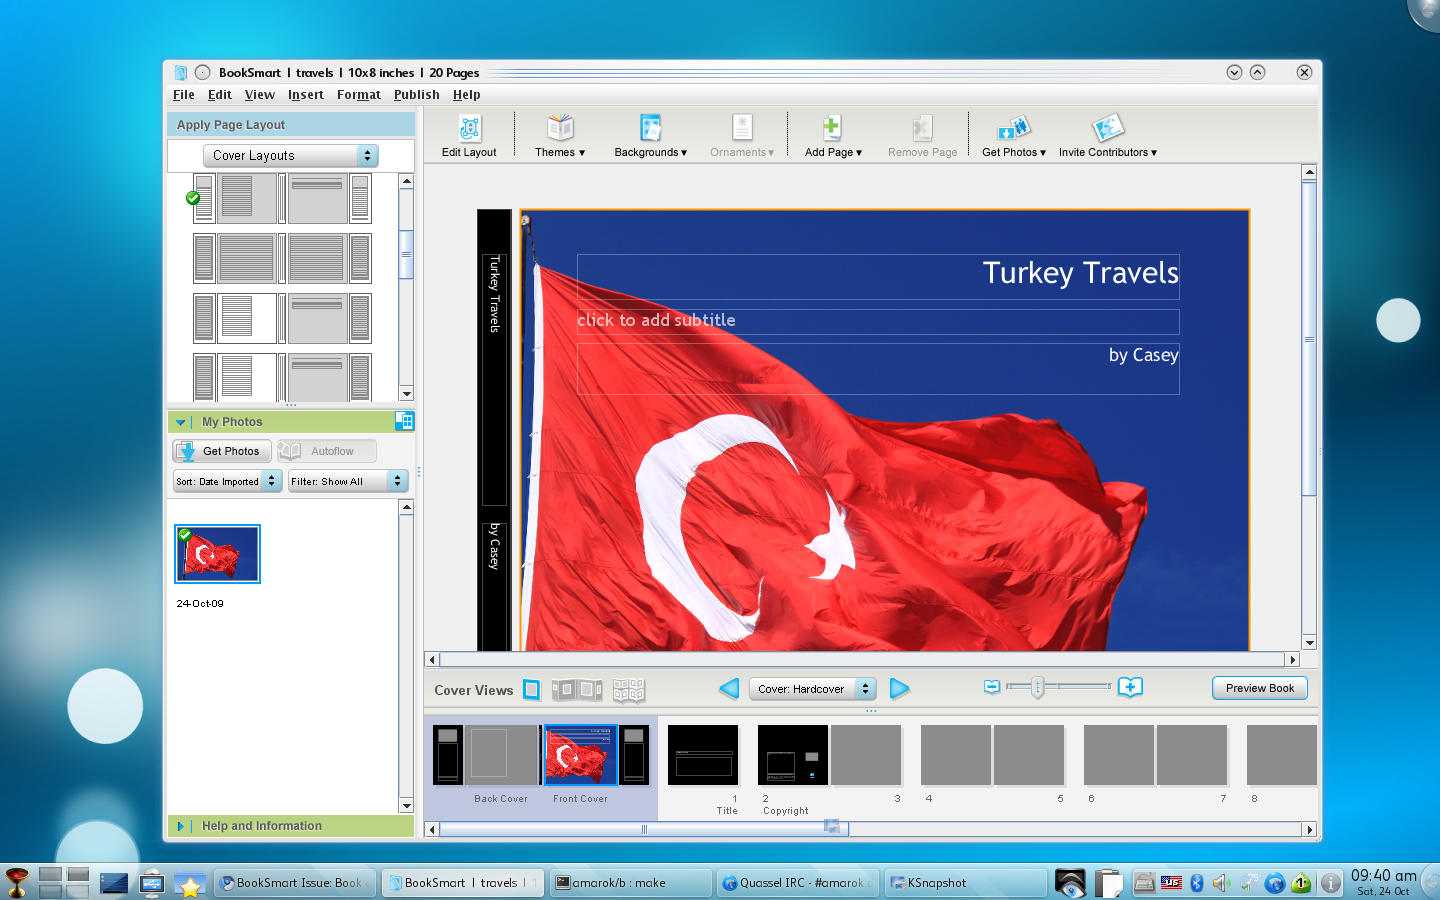 BookSmart | travels | 10x8 inches | 20 Pages
File Edit View Insert Format Publish Help
Apply Page Layout
Cover Layouts
Edit Layout
Themes
Backgrounds
Ornaments
Add Page
Remove Page
Get Photos
Invite Contributors
Turkey Travels
by Casey
Turkey Travels
click to add subtitle
by Casey
My Photos
Get Photos
Autoflow
Sort: Date Imported
Filter: Show All
24-Oct-09
Help and Information
Cover Views
Cover: Hardcover
Preview Book
Back Cover
Front Cover
1
Title
2
Copyright
3
4
5
6
7
8
BookSmart Issue: Book
BookSmart | travels |
amarok/b : make
Quassel IRC - #amarok
KSnapshot
US
75
09:40 am
Sat, 24 Oct